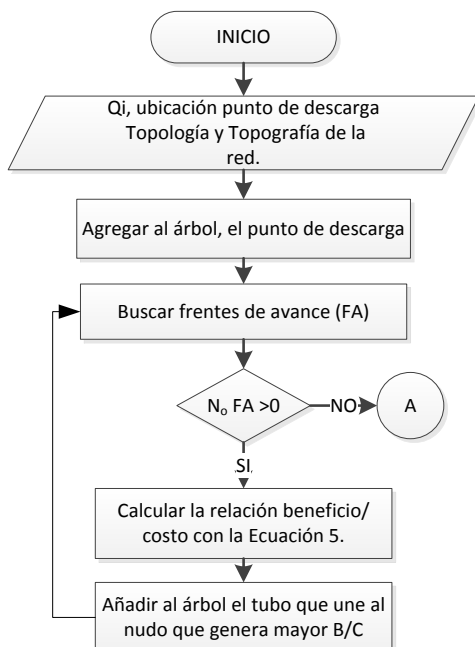 INICIO
Qi, ubicación punto de descarga
Topología y Topografía de la
red.
Agregar al árbol, el punto de descarga
Buscar frentes de avance (FA)
Nₒ FA >0
NO
A
SI
Calcular la relación beneficio/
costo con la Ecuación 5.
Añadir al árbol el tubo que une al
nudo que genera mayor B/C